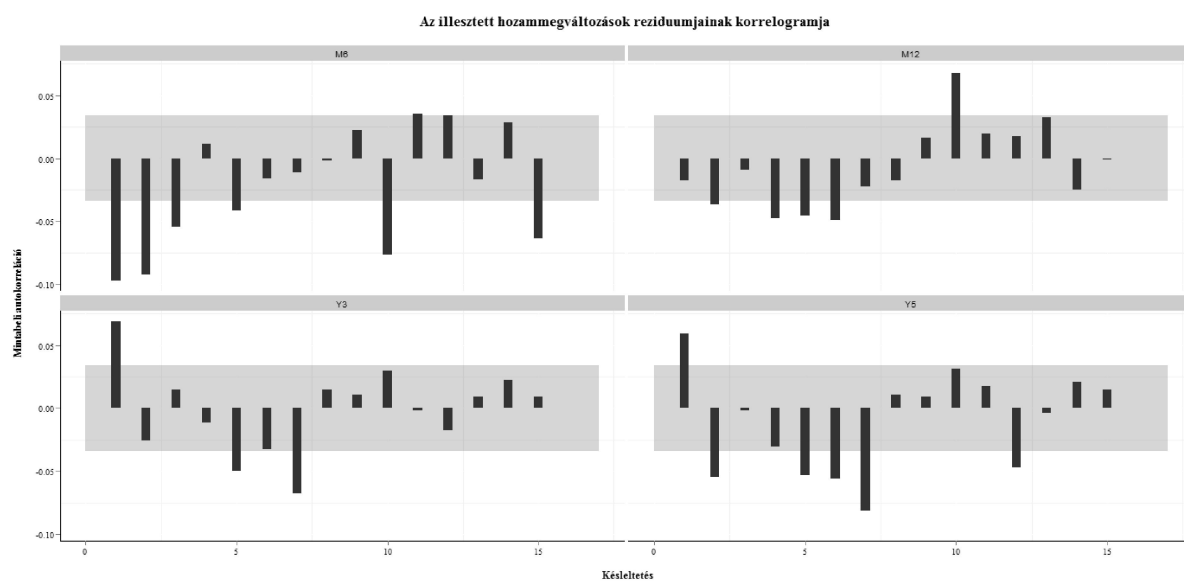 Az illesztett hozammegváltozások reziduumjainak korrelogramja
M6
M12
0.05
0.00
-0.05
-0.10
Y3
Y5
0.05
0.00
-0.05
-0.10
Mintabeli autokorreláció
0
5
10
15
0
5
10
15
Késleltetés